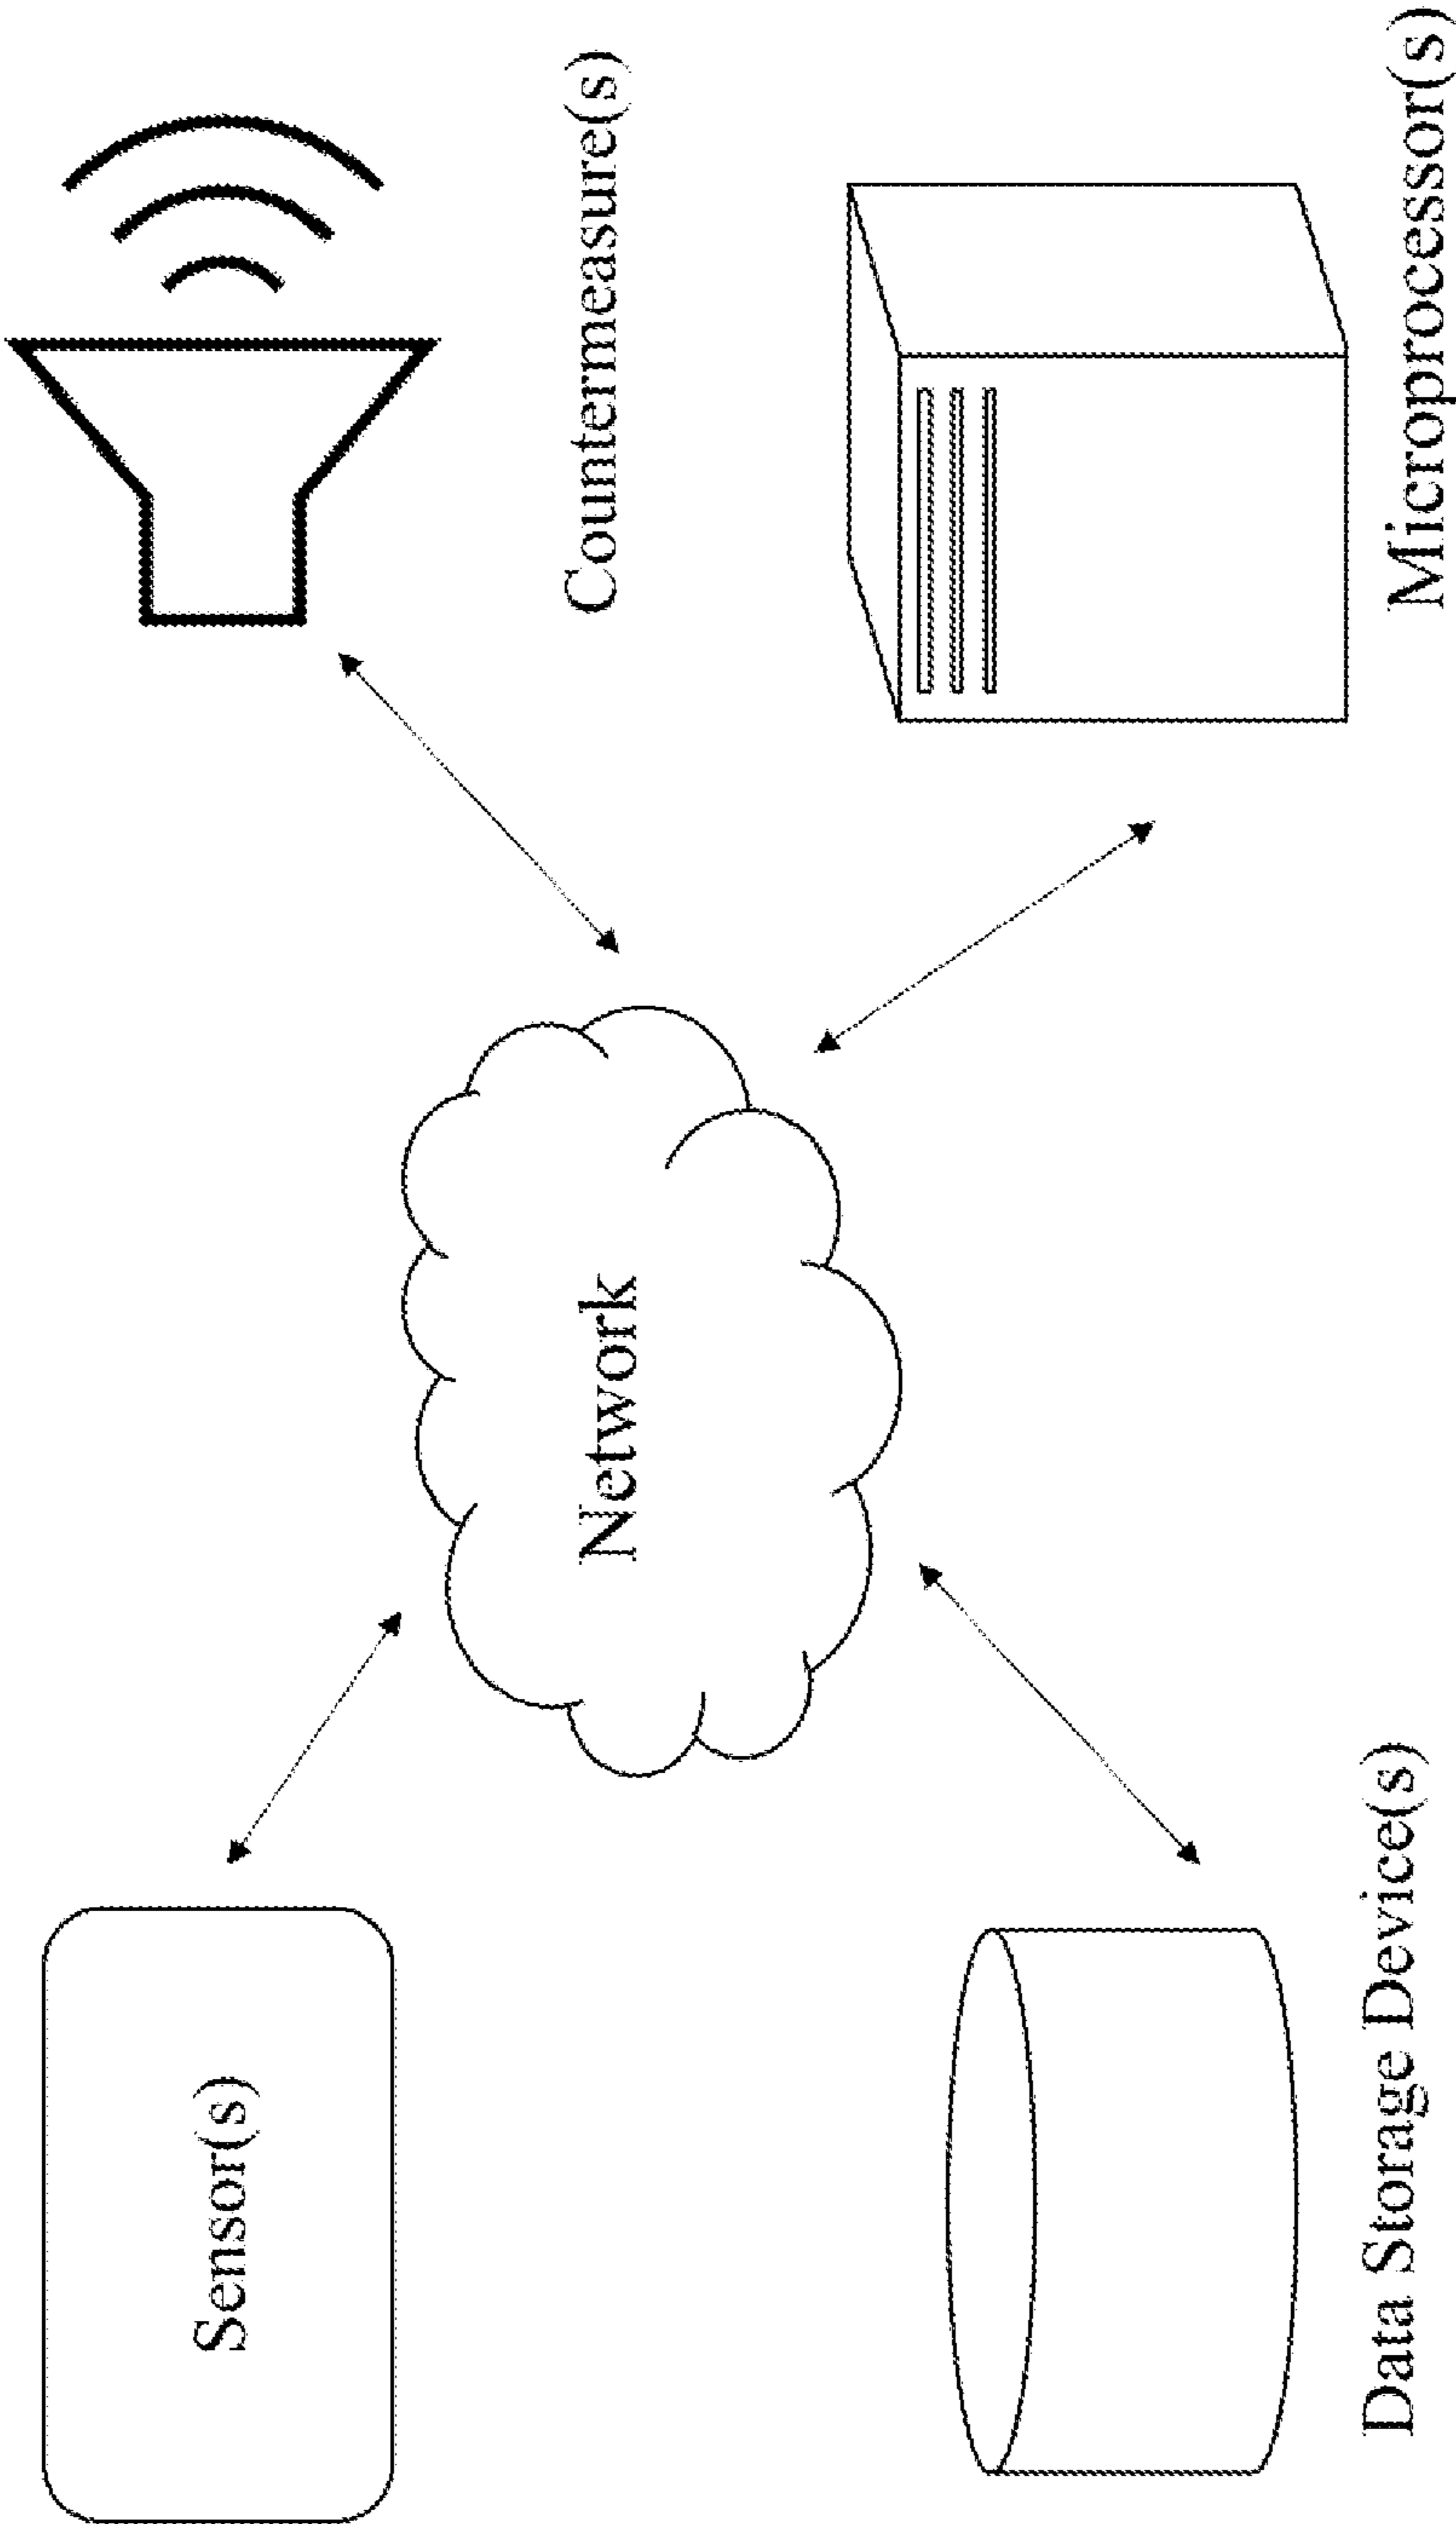 Sensor(s)
Countermeasure(s)
Network
Data Storage Device(s)
Microprocessor(s)